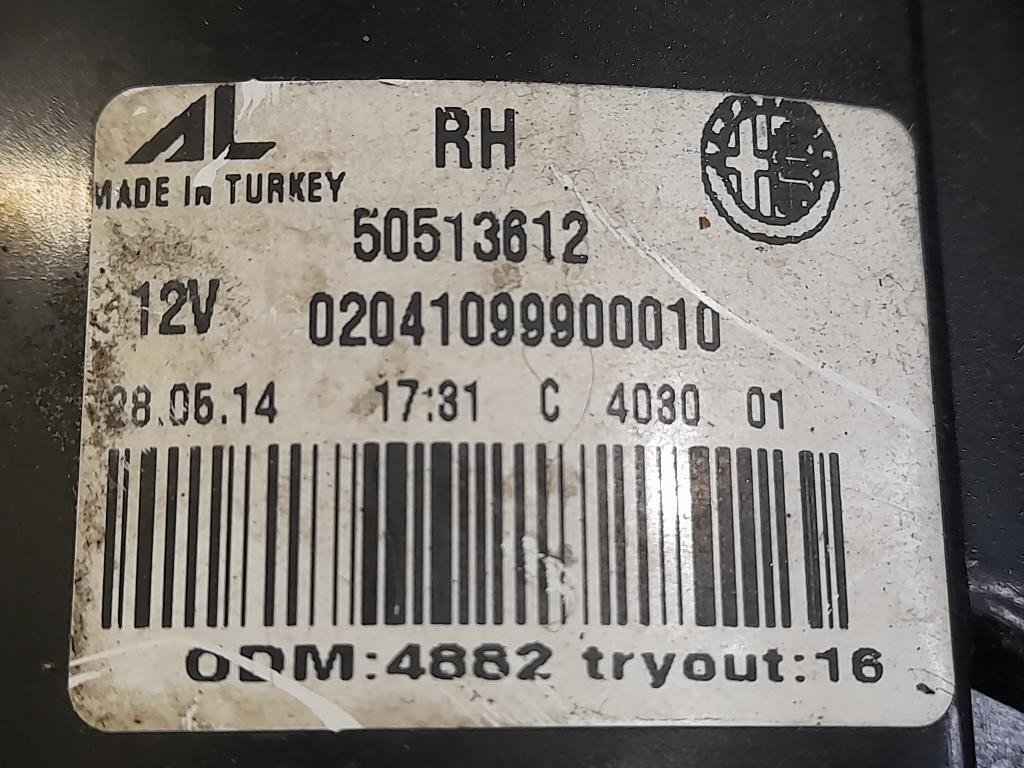 AL RH
MADE In TURKEY
50513612
12V 02041099900010
28.05.14 17:31 C 4030 01
ODM:4882 tryout:16